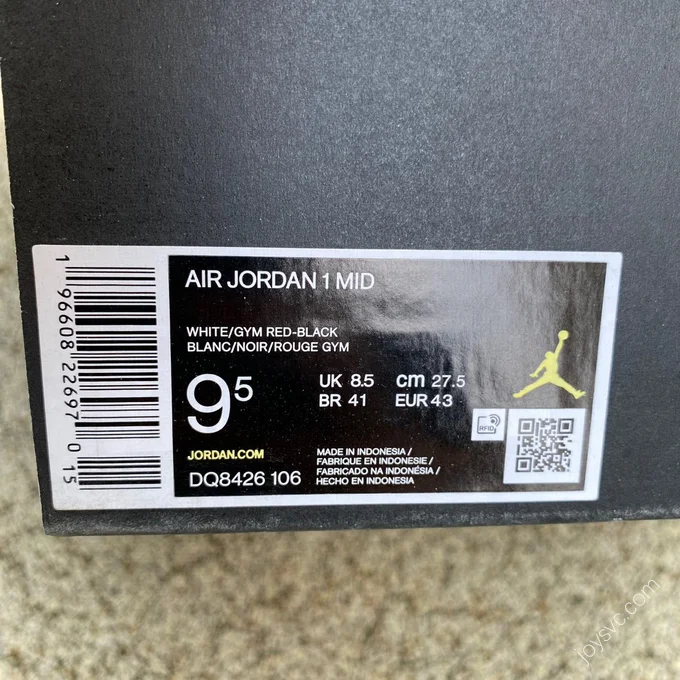 AIR JORDAN 1 MID
WHITE/GYM RED-BLACK
BLANC/NOIR/ROUGE GYM
9 5
UK 8.5 cm 27.5
BR 41 EUR 43
JORDAN.COM
DQ8426 106
MADE IN INDONESIA/
FABRIQUE EN INDONESIE/
FABRICADO NA INDONÉSIA/
HECHO EN INDONESIA
RFID
1 96608 22697 0 15
joysvc.com